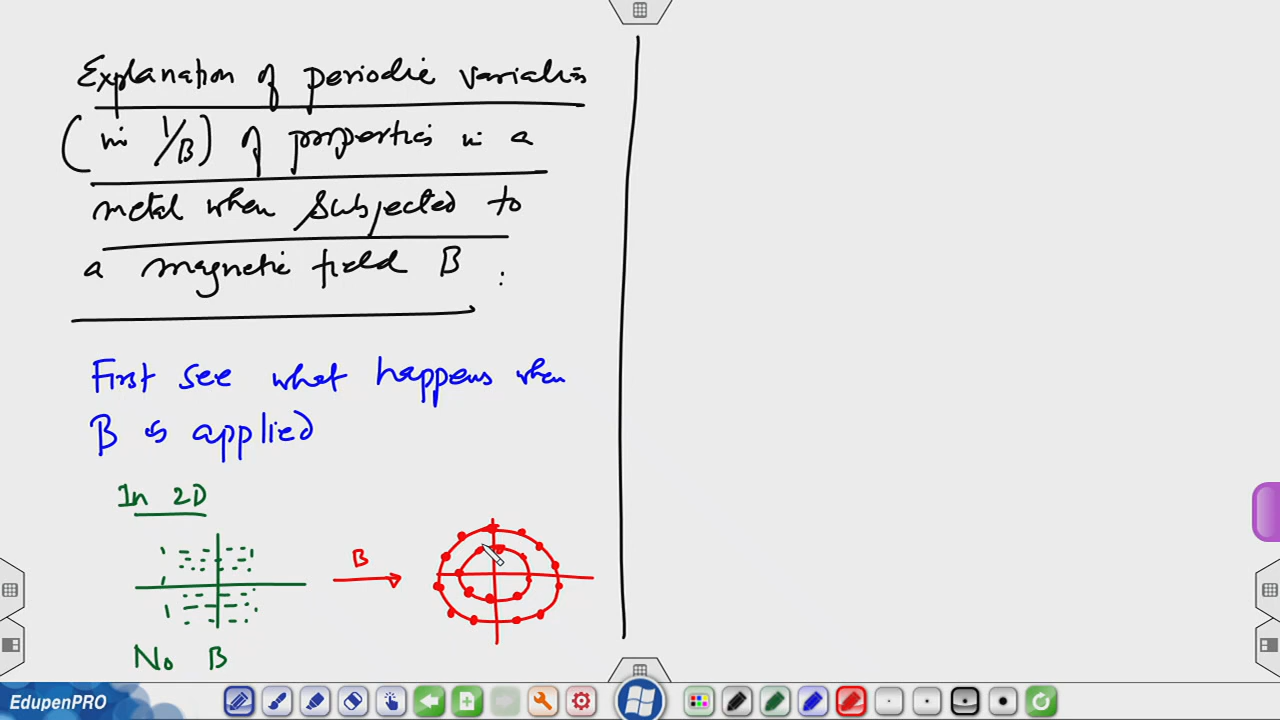 Explanation of periodic variation
(in 1/B) of properties in a
metal when subjected to
a magnetic field B :
First see what happens when
B is applied
In 2D
B
No B
EdupenPRO